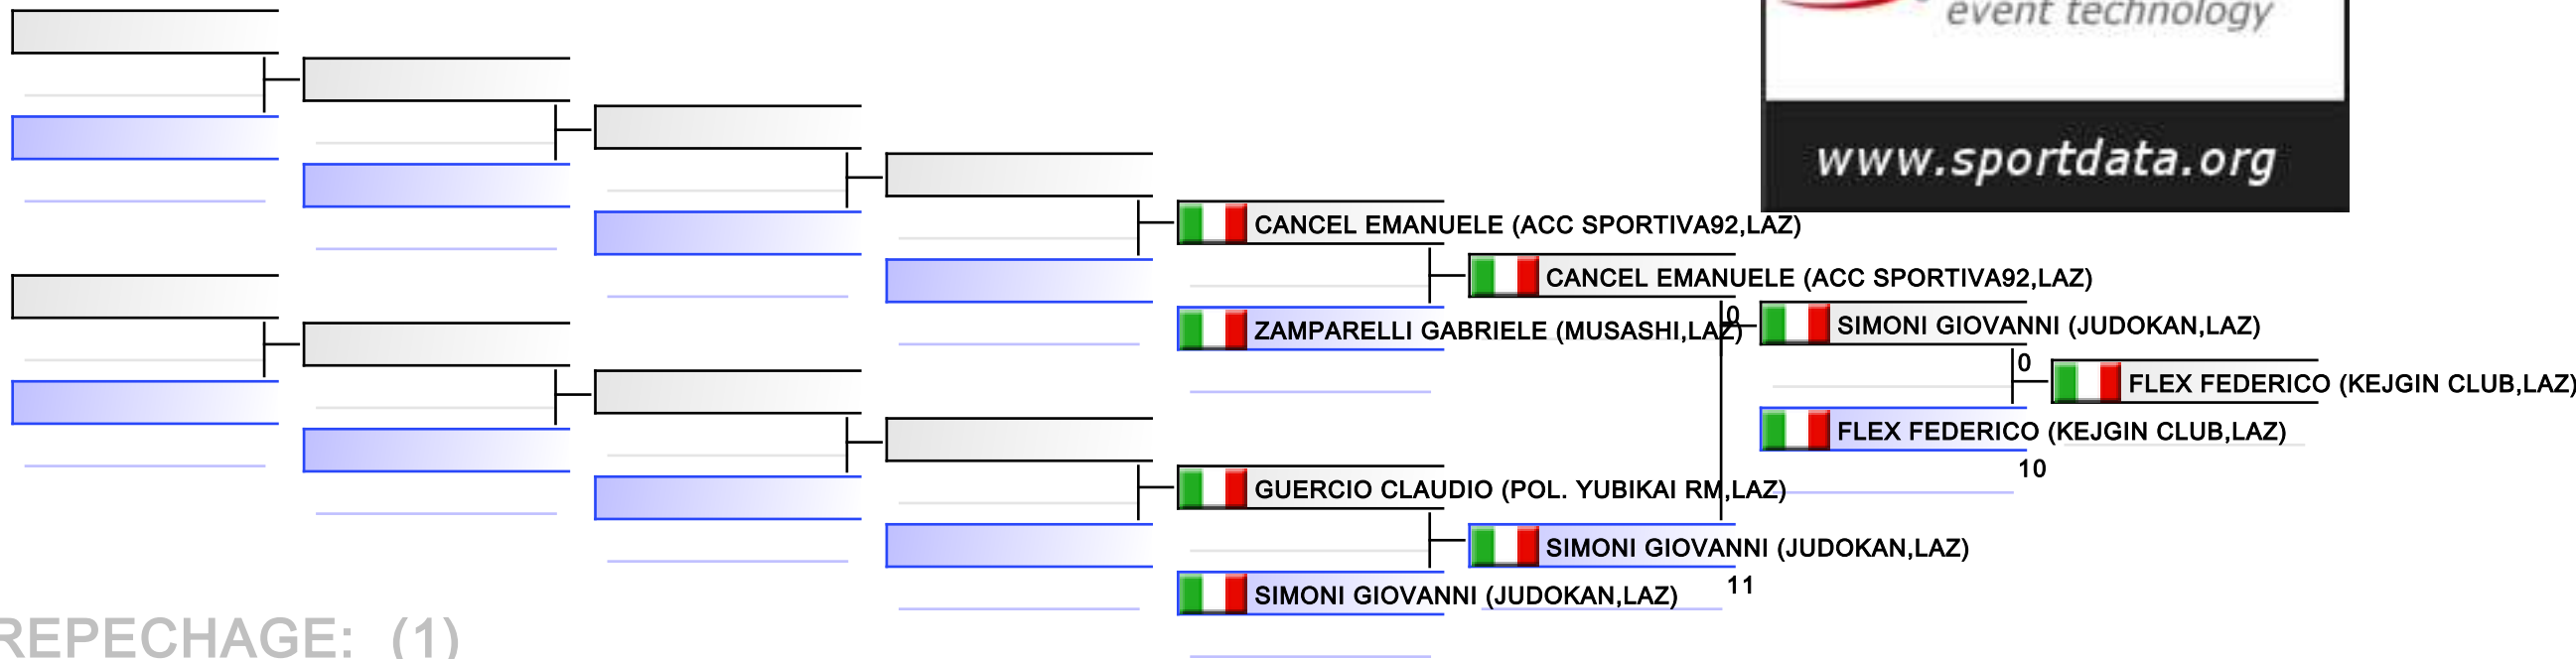 event technology
www.sportdata.org
CANCEL EMANUELE (ACC SPORTIVA92,LAZ)
CANCEL EMANUELE (ACC SPORTIVA92,LAZ)
ZAMPARELLI GABRIELE (MUSASHI,LAZ)
0
SIMONI GIOVANNI (JUDOKAN,LAZ)
0
FLEX FEDERICO (KEJGIN CLUB,LAZ)
FLEX FEDERICO (KEJGIN CLUB,LAZ)
10
GUERCIO CLAUDIO (POL. YUBIKAI RM,LAZ)
SIMONI GIOVANNI (JUDOKAN,LAZ)
11
SIMONI GIOVANNI (JUDOKAN,LAZ)
REPECHAGE: (1)